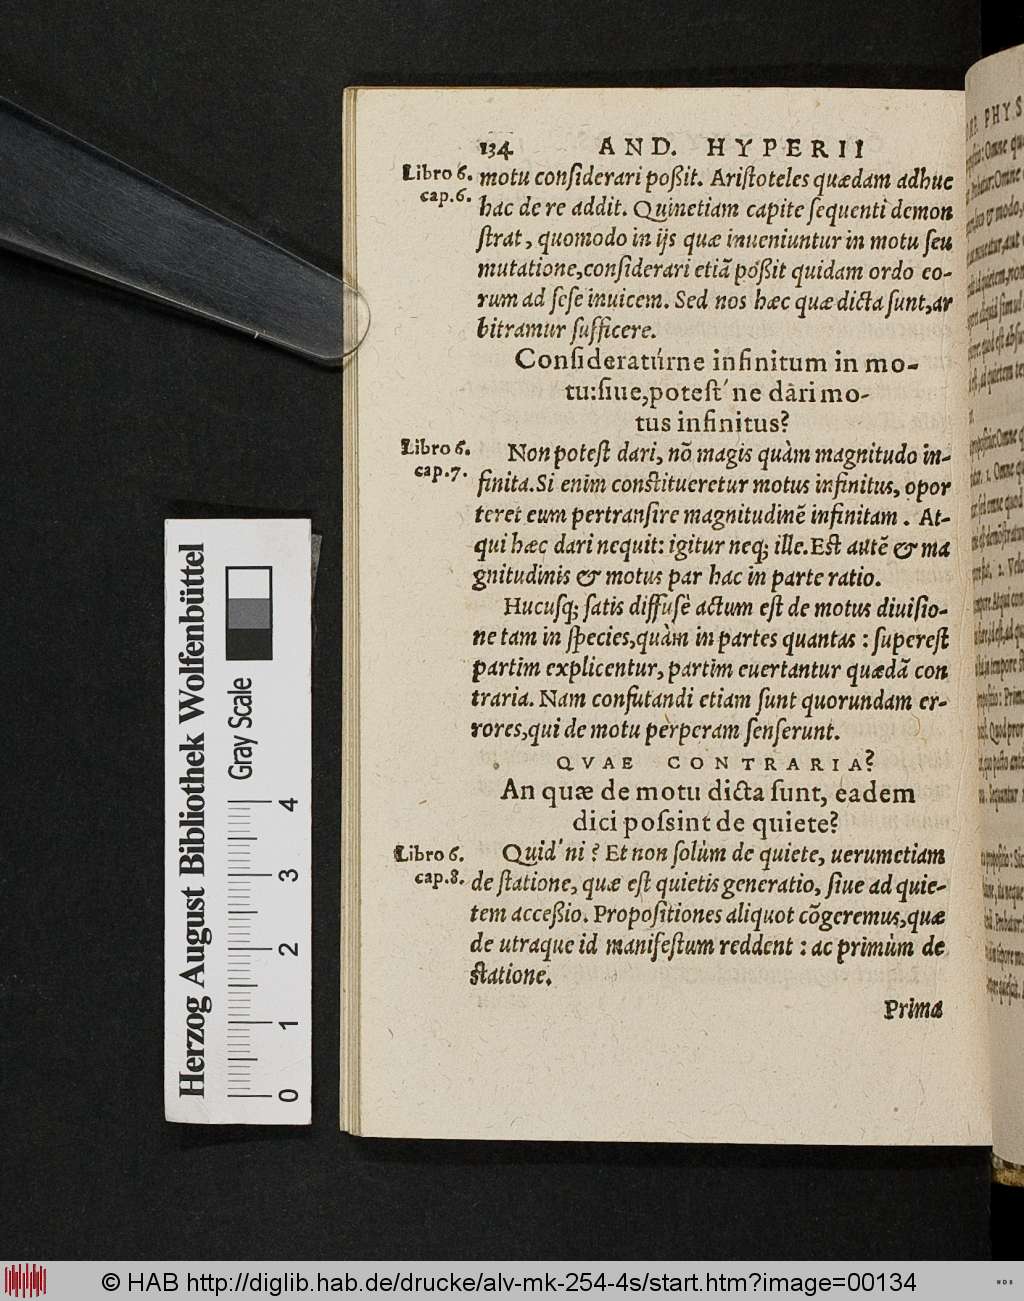 134 AND. HYPERII
Libro 6. cap.6.
motu conſiderari poßit. Ariſtoteles quædam adhuc
hac de re addit. Quinetiam capite ſequenti demon
ſtrat, quomodo in ijs quæ inueniuntur in motu ſeu
mutatione, conſiderari etiã poßit quidam ordo eo-
rum ad ſeſe inuicem. Sed nos hæc quæ dicta ſunt, ar
bitramur ſufficere.
Conſideratúrne infinitum in mo-
tu: ſiue, poteſt´ne dari mo-
tus infinitus?
Libro 6. cap.7.
Non poteſt dari, nõ magis quàm magnitudo in-
finita. Si enim conſtitueretur motus infinitus, opor
teret eum pertranſire magnitudinẽ infinitam. At-
qui hæc dari nequit: igitur neq; ille. Eſt autẽ & ma
gnitudinis & motus par hac in parte ratio.
Hucuſq; ſatis diffuſè actum eſt de motus diuiſio-
ne tam in ſpecies, quàm in partes quantas: ſupereſt
partim explicentur, partim euertantur quædã con
traria. Nam confutandi etiam ſunt quorundam er-
rores, qui de motu perperam ſenſerunt.
QVAE CONTRARIA?
An quæ de motu dicta ſunt, eadem
dici poſsint de quiete?
Libro 6. cap.8.
Quid´ni? Et non ſolùm de quiete, uerumetiam
de ſtatione, quæ eſt quietis generatio, ſiue ad quie-
tem acceßio. Propoſitiones aliquot cõgeremus, quæ
de utraque id manifeſtum reddent: ac primùm de
ſtatione.
Prima
Herzog August Bibliothek Wolfenbüttel
Gray Scale
0 1 2 3 4
© HAB http://diglib.hab.de/drucke/alv-mk-254-4s/start.htm?image=00134